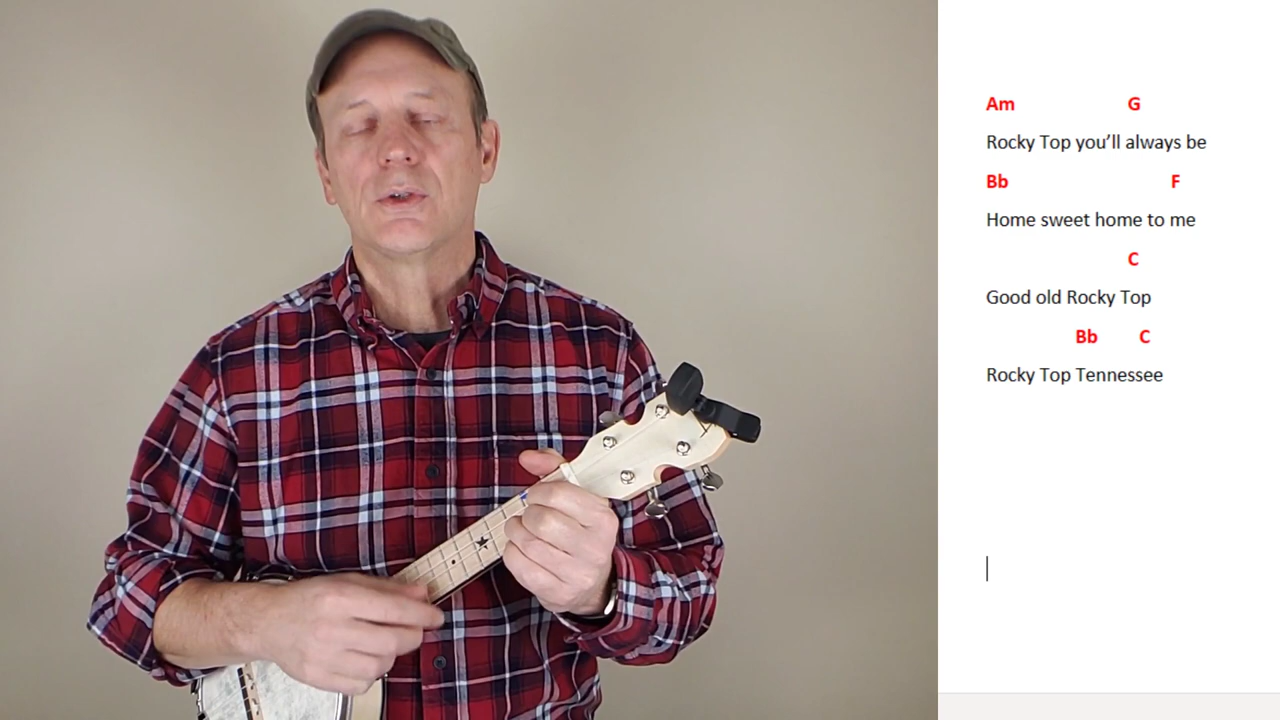 Am G
Rocky Top you’ll always be
Bb F
Home sweet home to me
C
Good old Rocky Top
Bb C
Rocky Top Tennessee